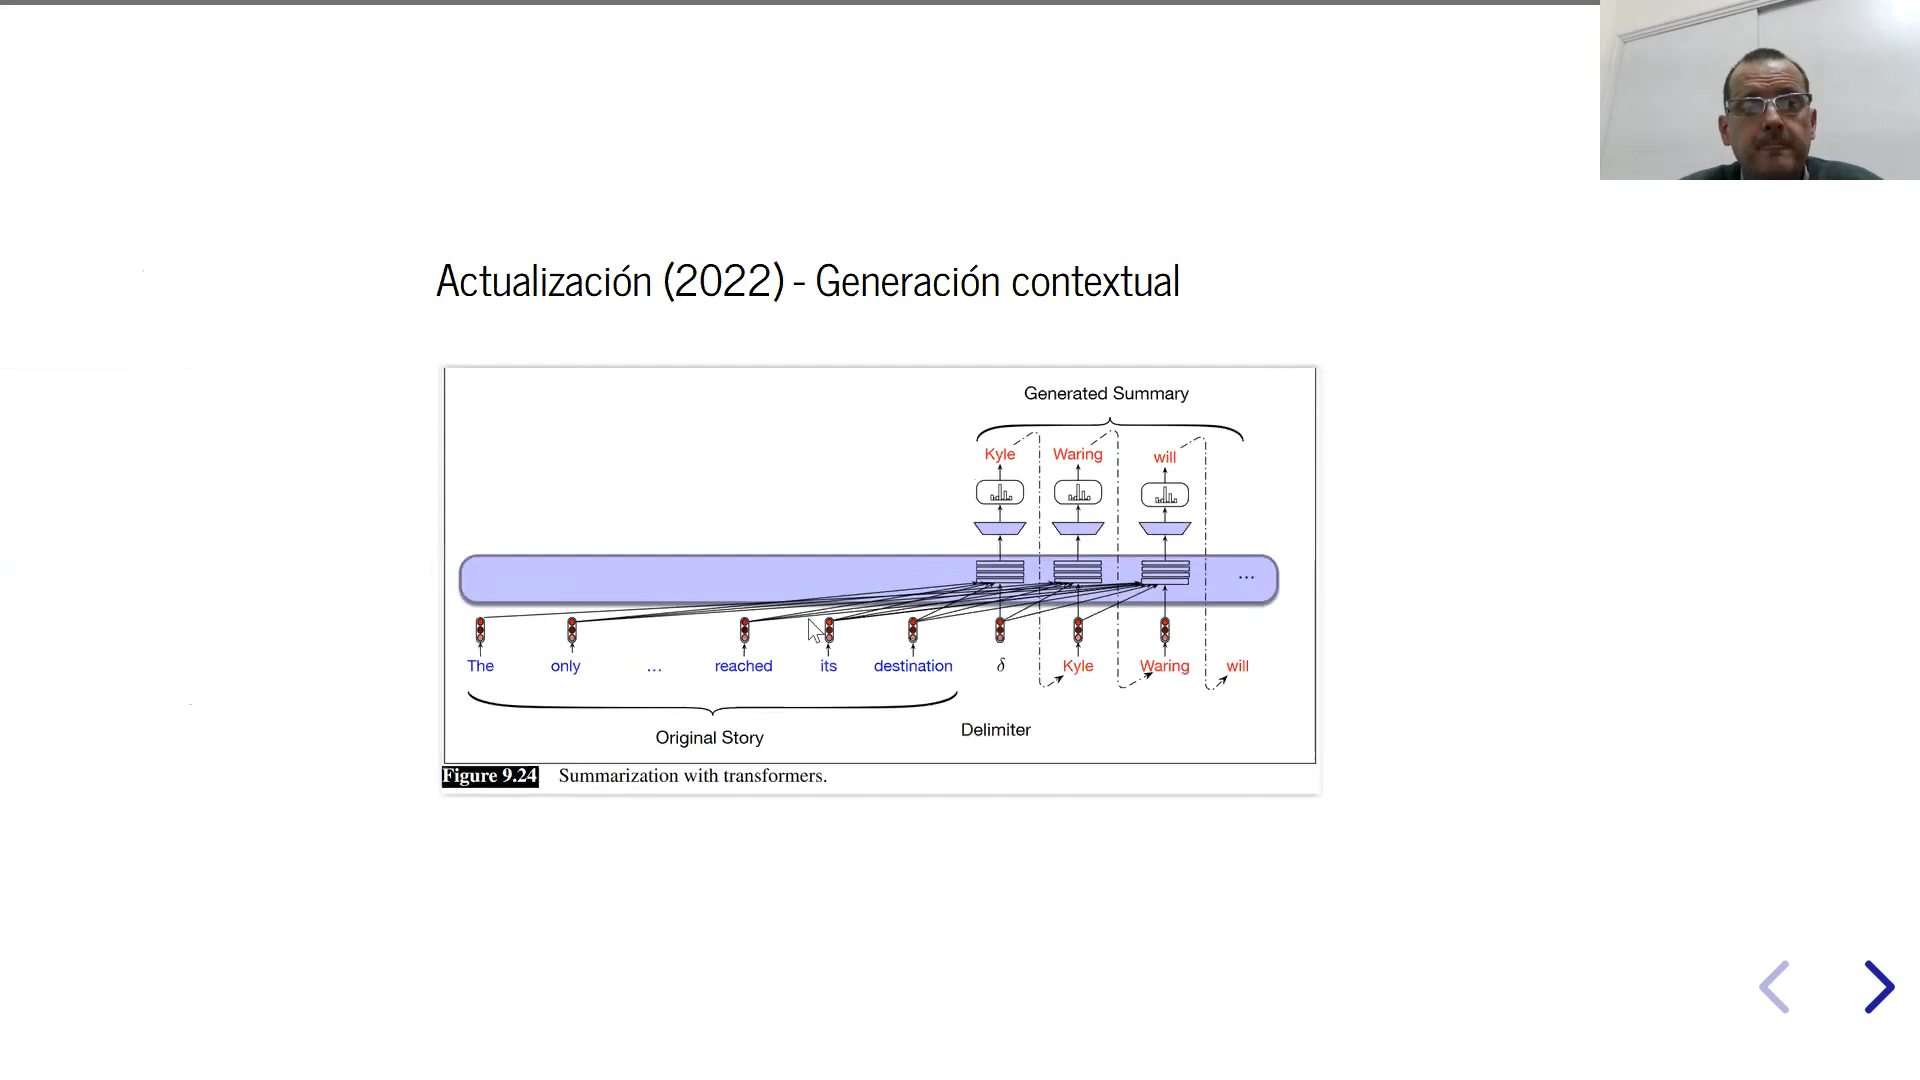 Actualización (2022) - Generación contextual
Generated Summary
Kyle Waring will
...
The only ... reached its destination δ Kyle Waring will
Original Story
Delimiter
Figure 9.24 Summarization with transformers.